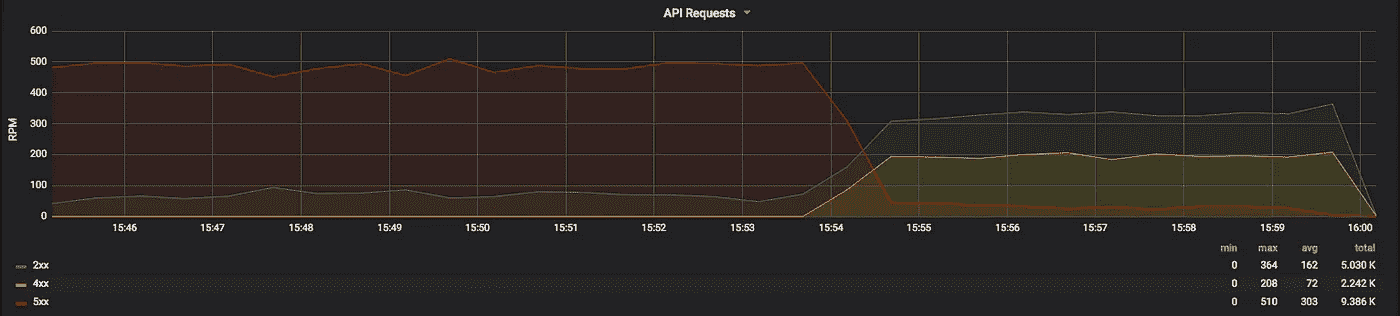 API Requests
600
500
400
300
200
100
0
RPM
15:46 15:47 15:48 15:49 15:50 15:51 15:52 15:53 15:54 15:55 15:56 15:57 15:58 15:59 16:00
min max avg total
2xx 0 364 162 5.030 K
4xx 0 208 72 2.242 K
5xx 0 510 303 9.386 K